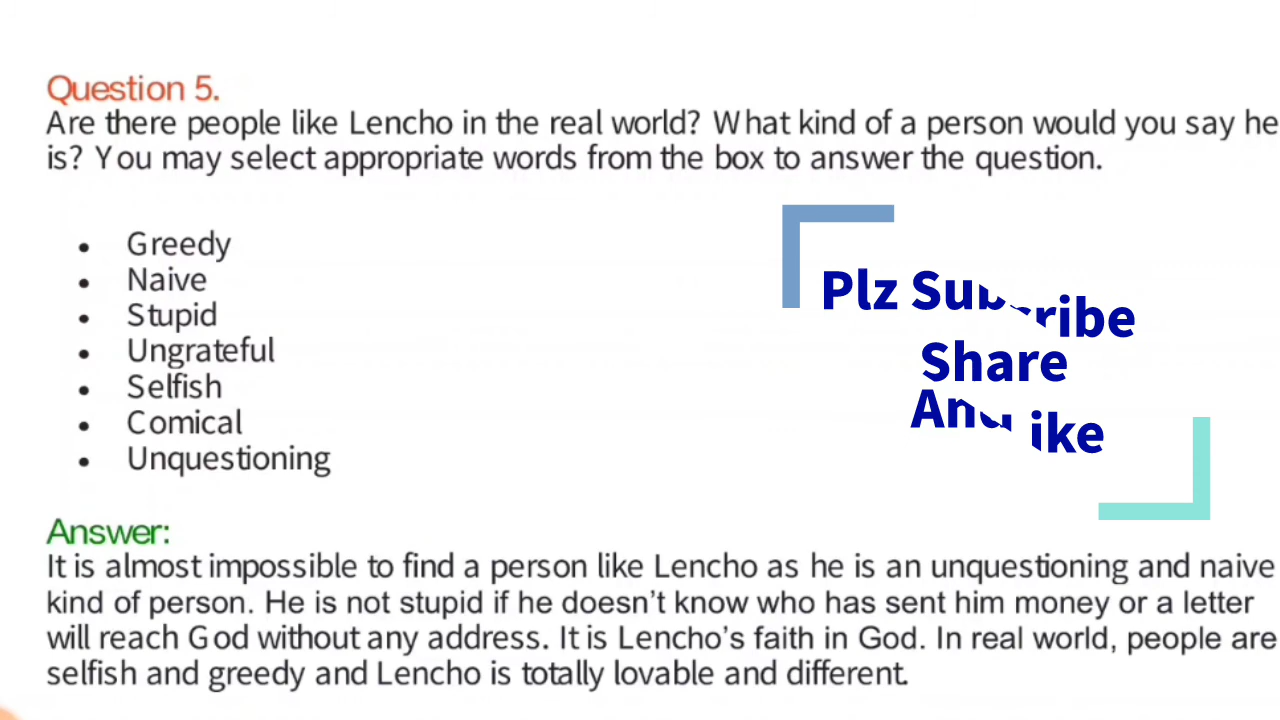 Question 5.
Are there people like Lencho in the real world? What kind of a person would you say he
is? You may select appropriate words from the box to answer the question.
• Greedy
• Naive
• Stupid
• Ungrateful
• Selfish
• Comical
• Unquestioning
Plz Subscribe
Share
And Like
Answer:
It is almost impossible to find a person like Lencho as he is an unquestioning and naive
kind of person. He is not stupid if he doesn't know who has sent him money or a letter
will reach God without any address. It is Lencho's faith in God. In real world, people are
selfish and greedy and Lencho is totally lovable and different.